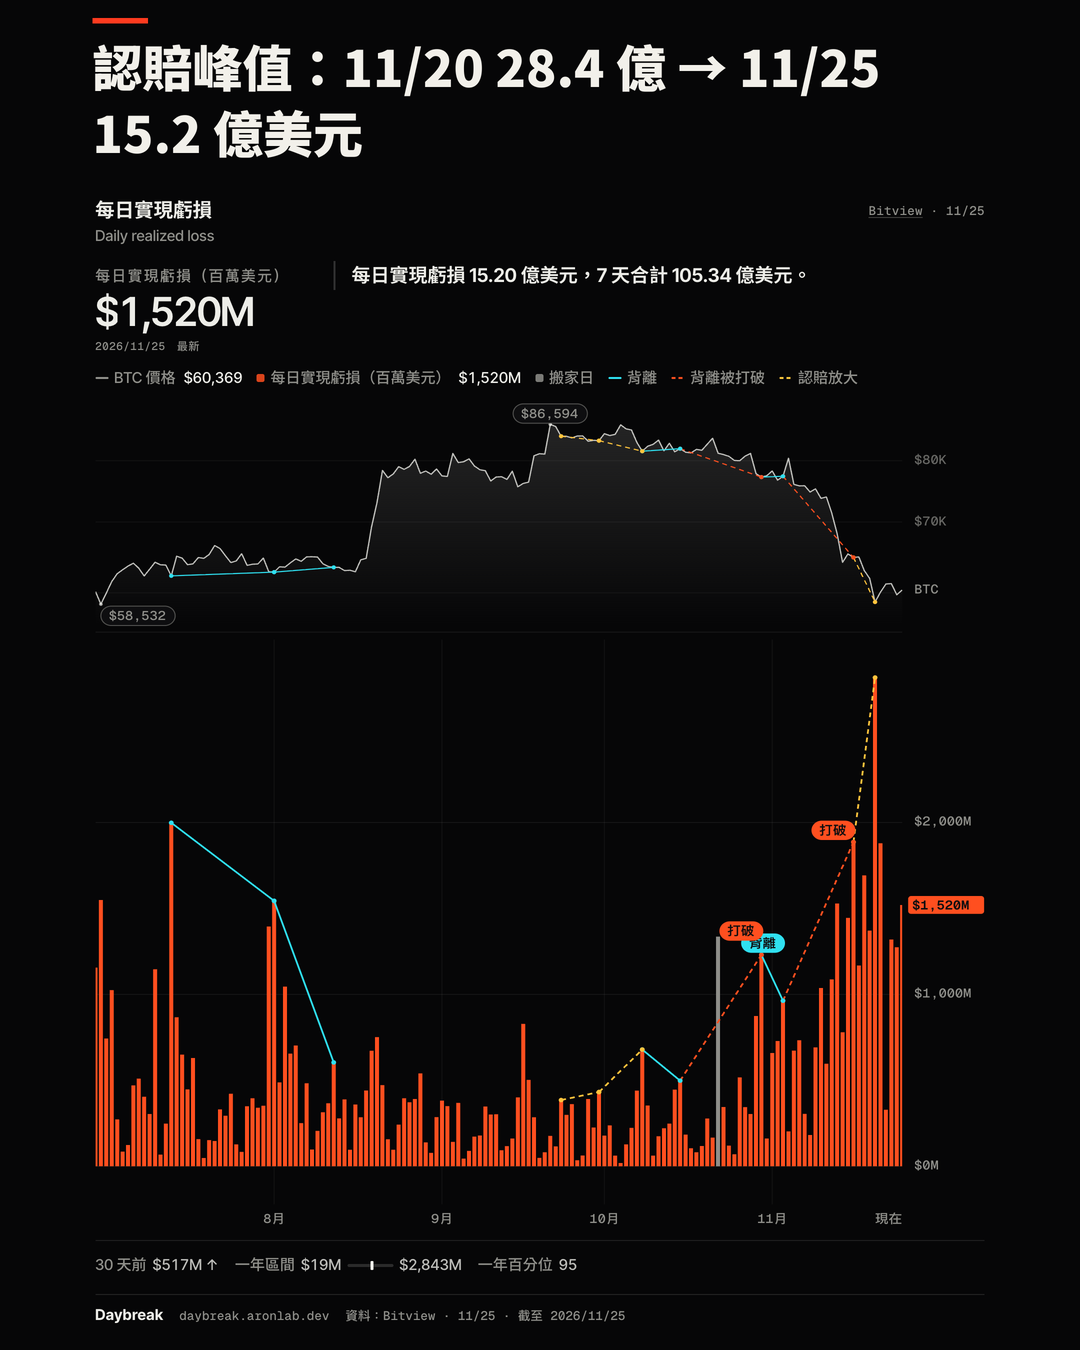 認賠峰值：11/20 28.4 億 → 11/25
15.2 億美元
每日實現虧損
Bitview · 11/25
Daily realized loss
每日實現虧損（百萬美元）
每日實現虧損 15.20 億美元，7 天合計 105.34 億美元。
$1,520M
2026/11/25 最新
BTC 價格 $60,369 每日實現虧損（百萬美元） $1,520M 搬家日 背離 背離被打破 認賠放大
$86,594
$80K
$70K
BTC
$58,532
$2,000M
打破
$1,520M
打破
背離
$1,000M
$0M
8月 9月 10月 11月 現在
30 天前 $517M ↑ 一年區間 $19M $2,843M 一年百分位 95
Daybreak daybreak.aronlab.dev 資料：Bitview · 11/25 · 截至 2026/11/25